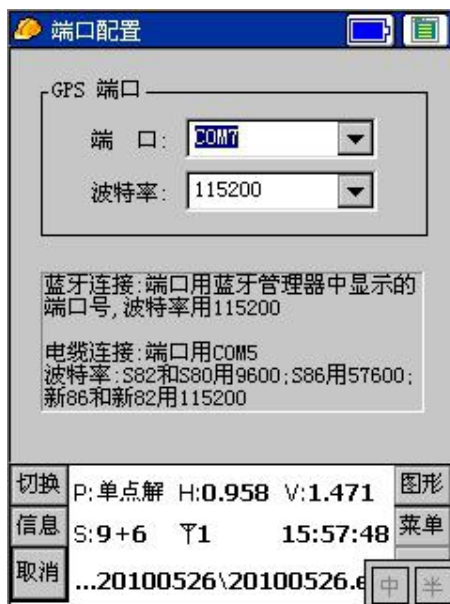 端口配置
GPS 端口
端 口: COM7
波特率: 115200
蓝牙连接:端口用蓝牙管理器中显示的
端口号,波特率用115200
电缆连接:端口用COM5
波特率:S82和S80用9600;S86用57600;
新86和新82用115200
切换 P:单点解 H:0.958 V:1.471 图形
信息 S:9+6 1 15:57:48 菜单
取消 ...20100526\20100526.e 中 半